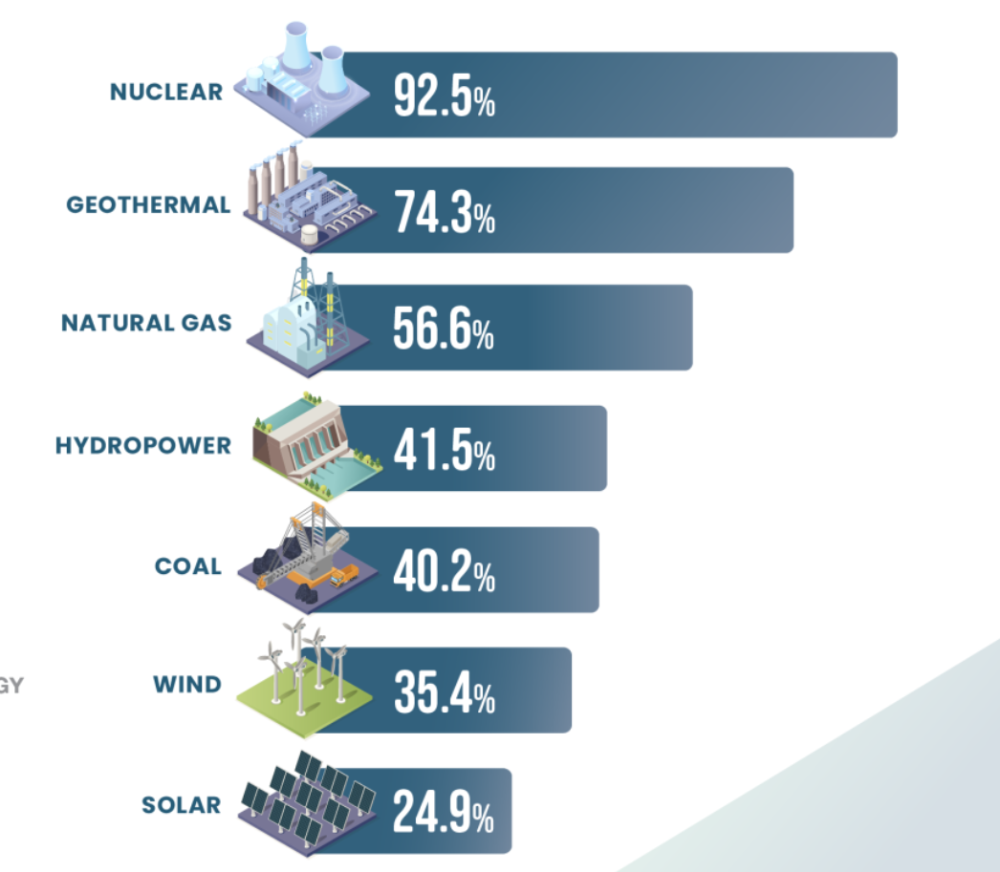 NUCLEAR 92.5%
GEOTHERMAL 74.3%
NATURAL GAS 56.6%
HYDROPOWER 41.5%
COAL 40.2%
GY
WIND 35.4%
SOLAR 24.9%